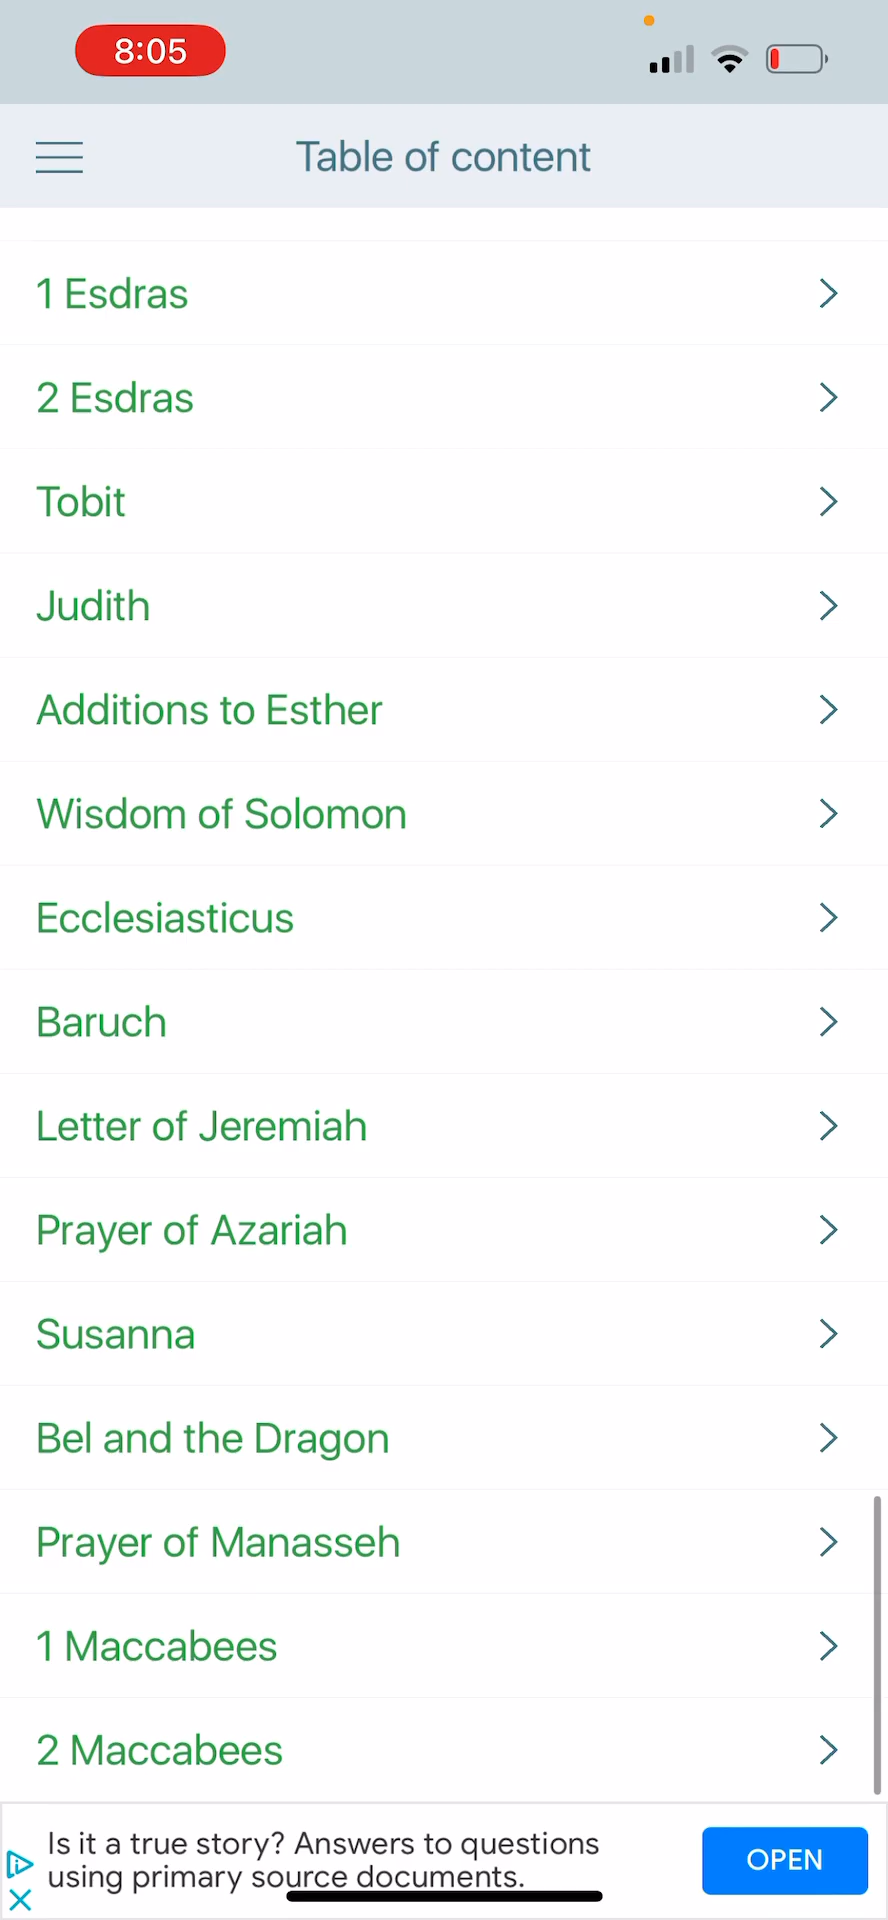 8:05
Table of content
1 Esdras
2 Esdras
Tobit
Judith
Additions to Esther
Wisdom of Solomon
Ecclesiasticus
Baruch
Letter of Jeremiah
Prayer of Azariah
Susanna
Bel and the Dragon
Prayer of Manasseh
1 Maccabees
2 Maccabees
Is it a true story? Answers to questions
using primary source documents.
OPEN